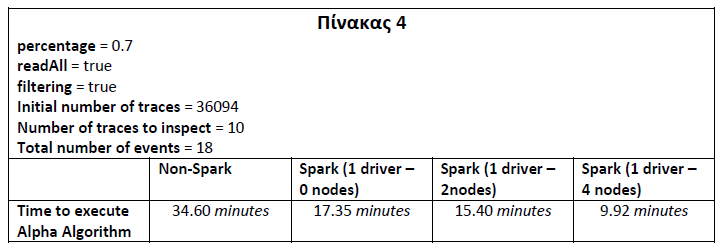 Πίνακας 4
percentage = 0.7
readAll = true
filtering = true
Initial number of traces = 36094
Number of traces to inspect = 10
Total number of events = 18
Non-Spark Spark (1 driver – Spark (1 driver – Spark (1 driver –
0 nodes) 2nodes) 4 nodes)
Time to execute 34.60 minutes 17.35 minutes 15.40 minutes 9.92 minutes
Alpha Algorithm